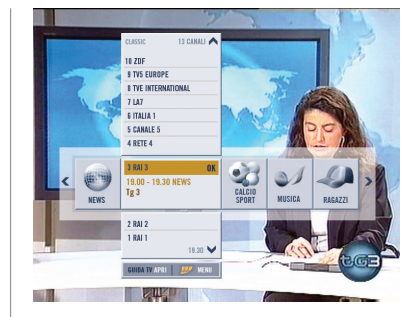 CLASSIC 13 CANALI
10 ZDF
9 TV5 EUROPE
8 TVE INTERNATIONAL
7 LA7
6 ITALIA 1
5 CANALE 5
4 RETE 4
3 RAI 3 OK
19.00 - 19.30 NEWS
Tg 3
NEWS
CALCIO
SPORT
MUSICA
RAGAZZI
2 RAI 2
1 RAI 1
19.30
GUIDA TV APRI MENU
tG3